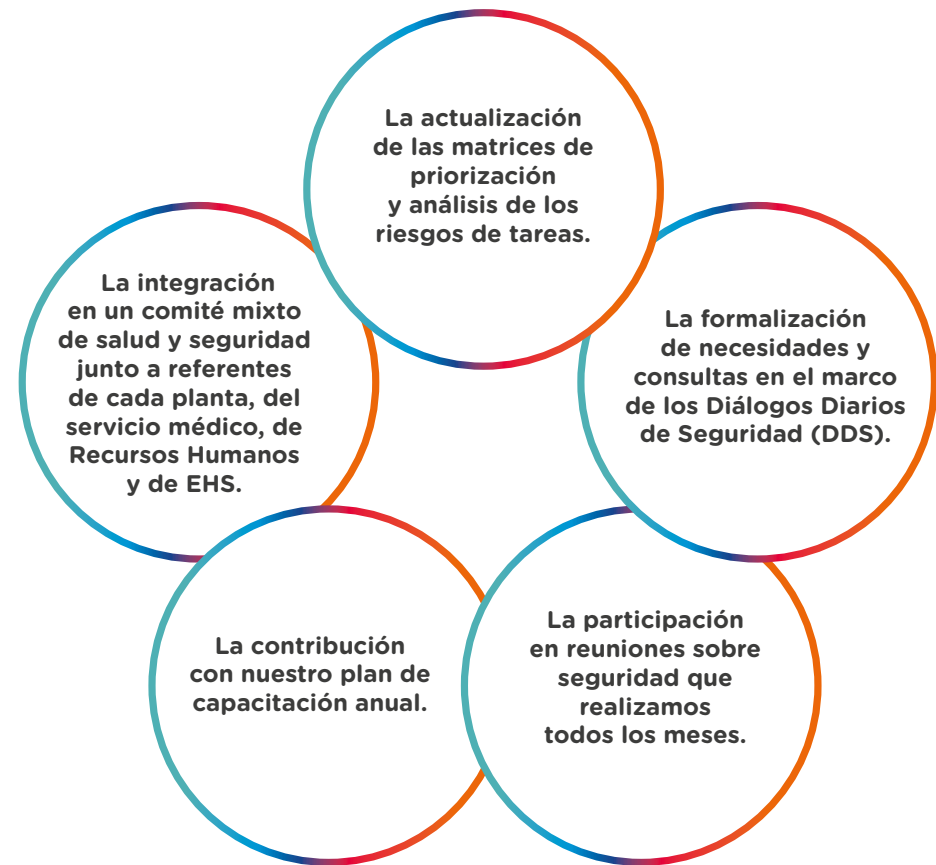 La actualización
de las matrices de
priorización
y análisis de los
riesgos de tareas.
La formalización
de necesidades y
consultas en el marco
de los Diálogos Diarios
de Seguridad (DDS).
La participación
en reuniones sobre
seguridad que
realizamos
todos los meses.
La contribución
con nuestro plan de
capacitación anual.
La integración
en un comité mixto
de salud y seguridad
junto a referentes
de cada planta, del
servicio médico, de
Recursos Humanos
y de EHS.